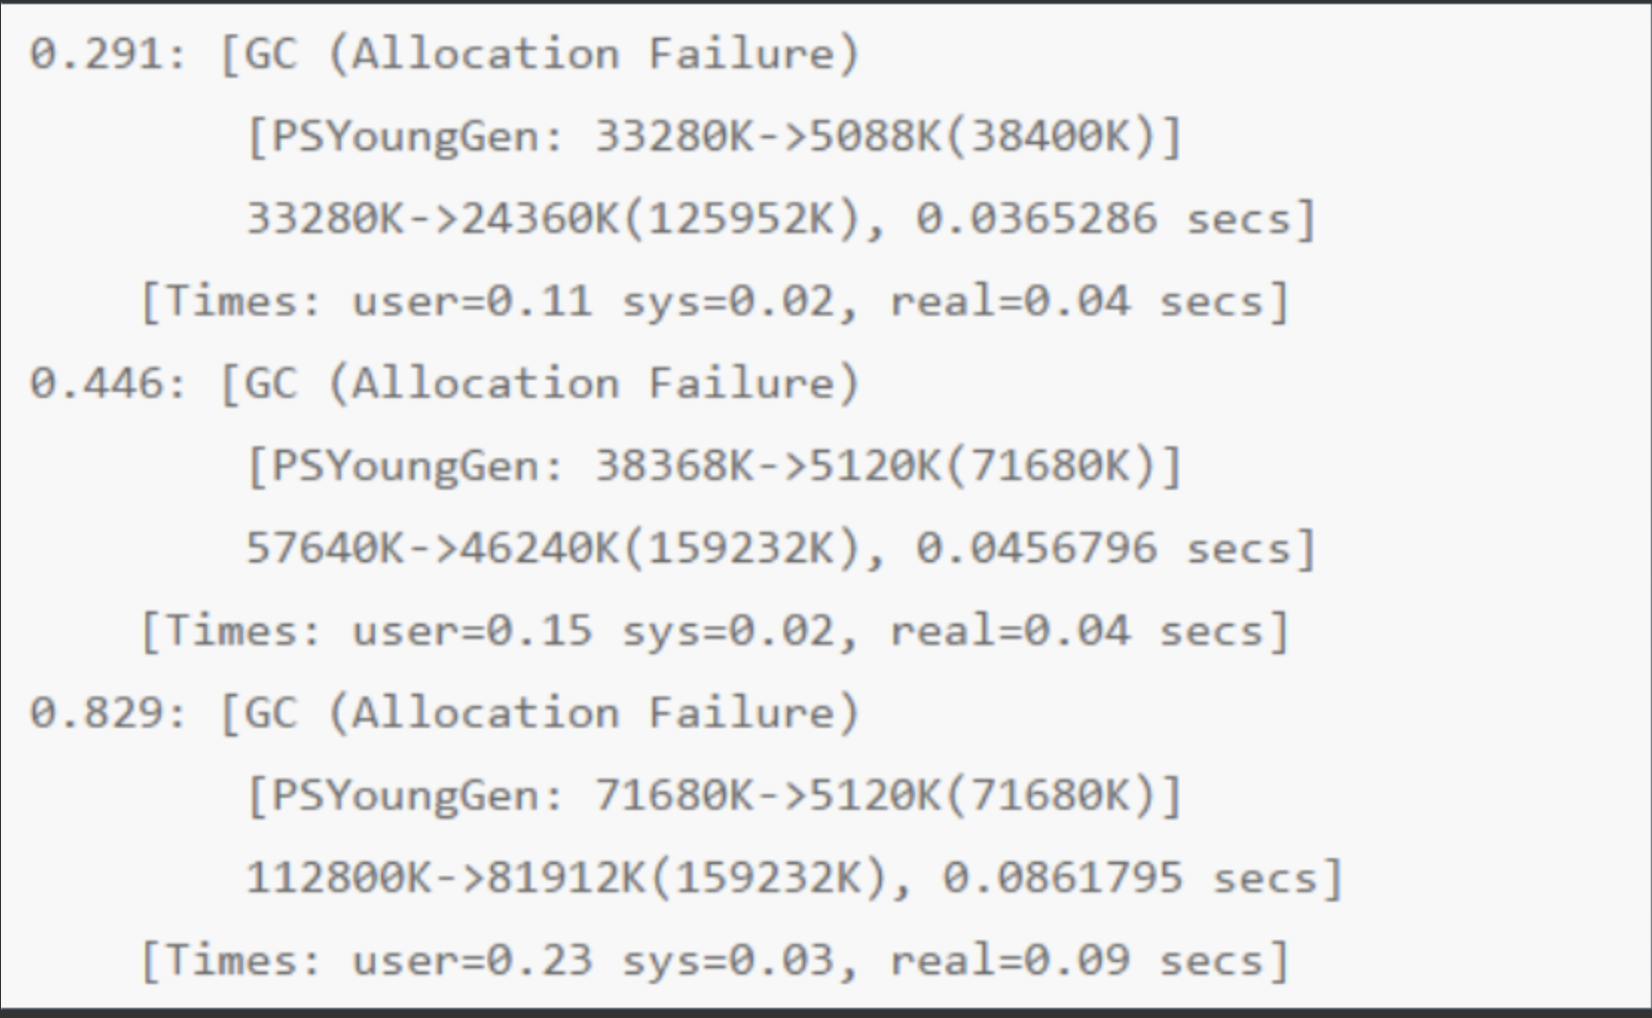 0.291: [GC (Allocation Failure)
[PSYoungGen: 33280K->5088K(38400K)]
33280K->24360K(125952K), 0.0365286 secs]
[Times: user=0.11 sys=0.02, real=0.04 secs]
0.446: [GC (Allocation Failure)
[PSYoungGen: 38368K->5120K(71680K)]
57640K->46240K(159232K), 0.0456796 secs]
[Times: user=0.15 sys=0.02, real=0.04 secs]
0.829: [GC (Allocation Failure)
[PSYoungGen: 71680K->5120K(71680K)]
112800K->81912K(159232K), 0.0861795 secs]
[Times: user=0.23 sys=0.03, real=0.09 secs]